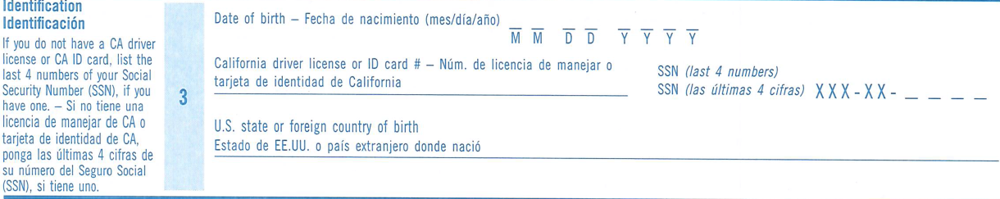 Identification
Identificación
If you do not have a CA driver
license or CA ID card, list the
last 4 numbers of your Social
Security Number (SSN), if you
have one. – Si no tiene una
licencia de manejar de CA o
tarjeta de identidad de CA,
ponga las últimas 4 cifras de
su número del Seguro Social
(SSN), si tiene uno.
3
Date of birth – Fecha de nacimiento (mes/día/año)
M M D D Y Y Y Y
California driver license or ID card # – Núm. de licencia de manejar o
tarjeta de identidad de California
SSN (last 4 numbers)
SSN (las últimas 4 cifras) XXX-XX- _ _ _ _
U.S. state or foreign country of birth
Estado de EE.UU. o país extranjero donde nació